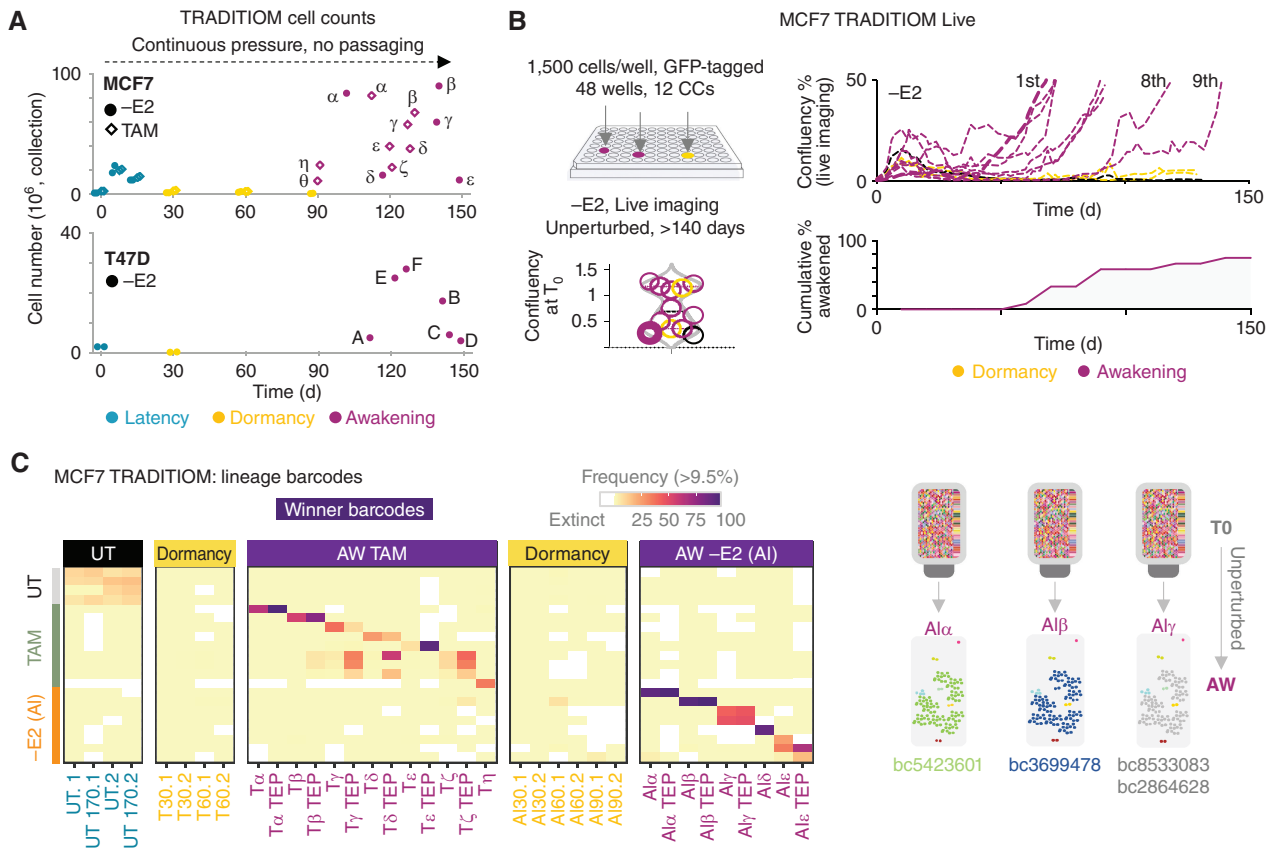 A
TRADITIOM cell counts
Continuous pressure, no passaging
Cell number (10⁶, collection)
100
0
MCF7
–E2
TAM
α
α
β
β
γ
γ
ε
δ
η
θ
δ
ζ
ε
0
30
60
90
120
150
40
0
T47D
–E2
E
F
B
A
C
D
0
30
60
90
120
150
Time (d)
Latency
Dormancy
Awakening
B
MCF7 TRADITIOM Live
1,500 cells/well, GFP-tagged
48 wells, 12 CCs
–E2, Live imaging
Unperturbed, >140 days
Confluency
at T0
1.5
1
0.5
Confluency %
(live imaging)
50
0
–E2
1st
8th
9th
0
150
Time (d)
Cumulative %
awakened
100
0
0
150
Time (d)
Dormancy
Awakening
C
MCF7 TRADITIOM: lineage barcodes
Frequency (>9.5%)
Winner barcodes
Extinct
25
50
75
100
UT
Dormancy
AW TAM
Dormancy
AW –E2 (AI)
UT
TAM
–E2 (AI)
UT. 1
UT 170.1
UT.2
UT 170.2
T30.1
T30.2
T60.1
T60.2
Tα
Tα TEP
Tβ
Tβ TEP
Tγ
Tγ TEP
Tδ
Tδ TEP
Tε
Tε TEP
Tζ
Tζ TEP
Tη
AI30.1
AI30.2
AI60.1
AI60.2
AI90.1
AI90.2
AIα
AIα TEP
AIβ
AIβ TEP
AIγ
AIγ TEP
AIδ
AIε
AIε TEP
T0
Unperturbed
AW
AIα
AIβ
AIγ
bc5423601
bc3699478
bc8533083
bc2864628